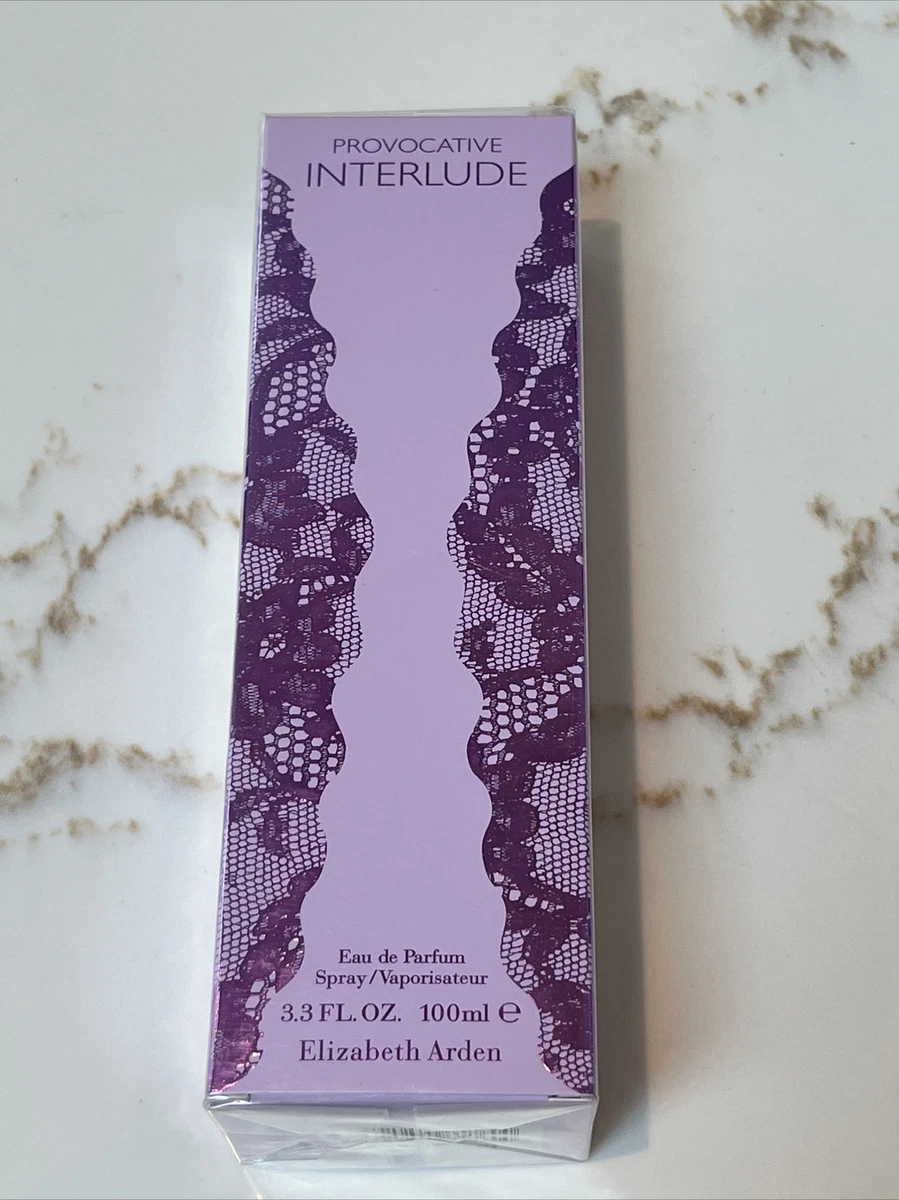 PROVOCATIVE
INTERLUDE
Eau de Parfum
Spray/Vaporisateur
3.3 FL. OZ. 100ml ℮
Elizabeth Arden